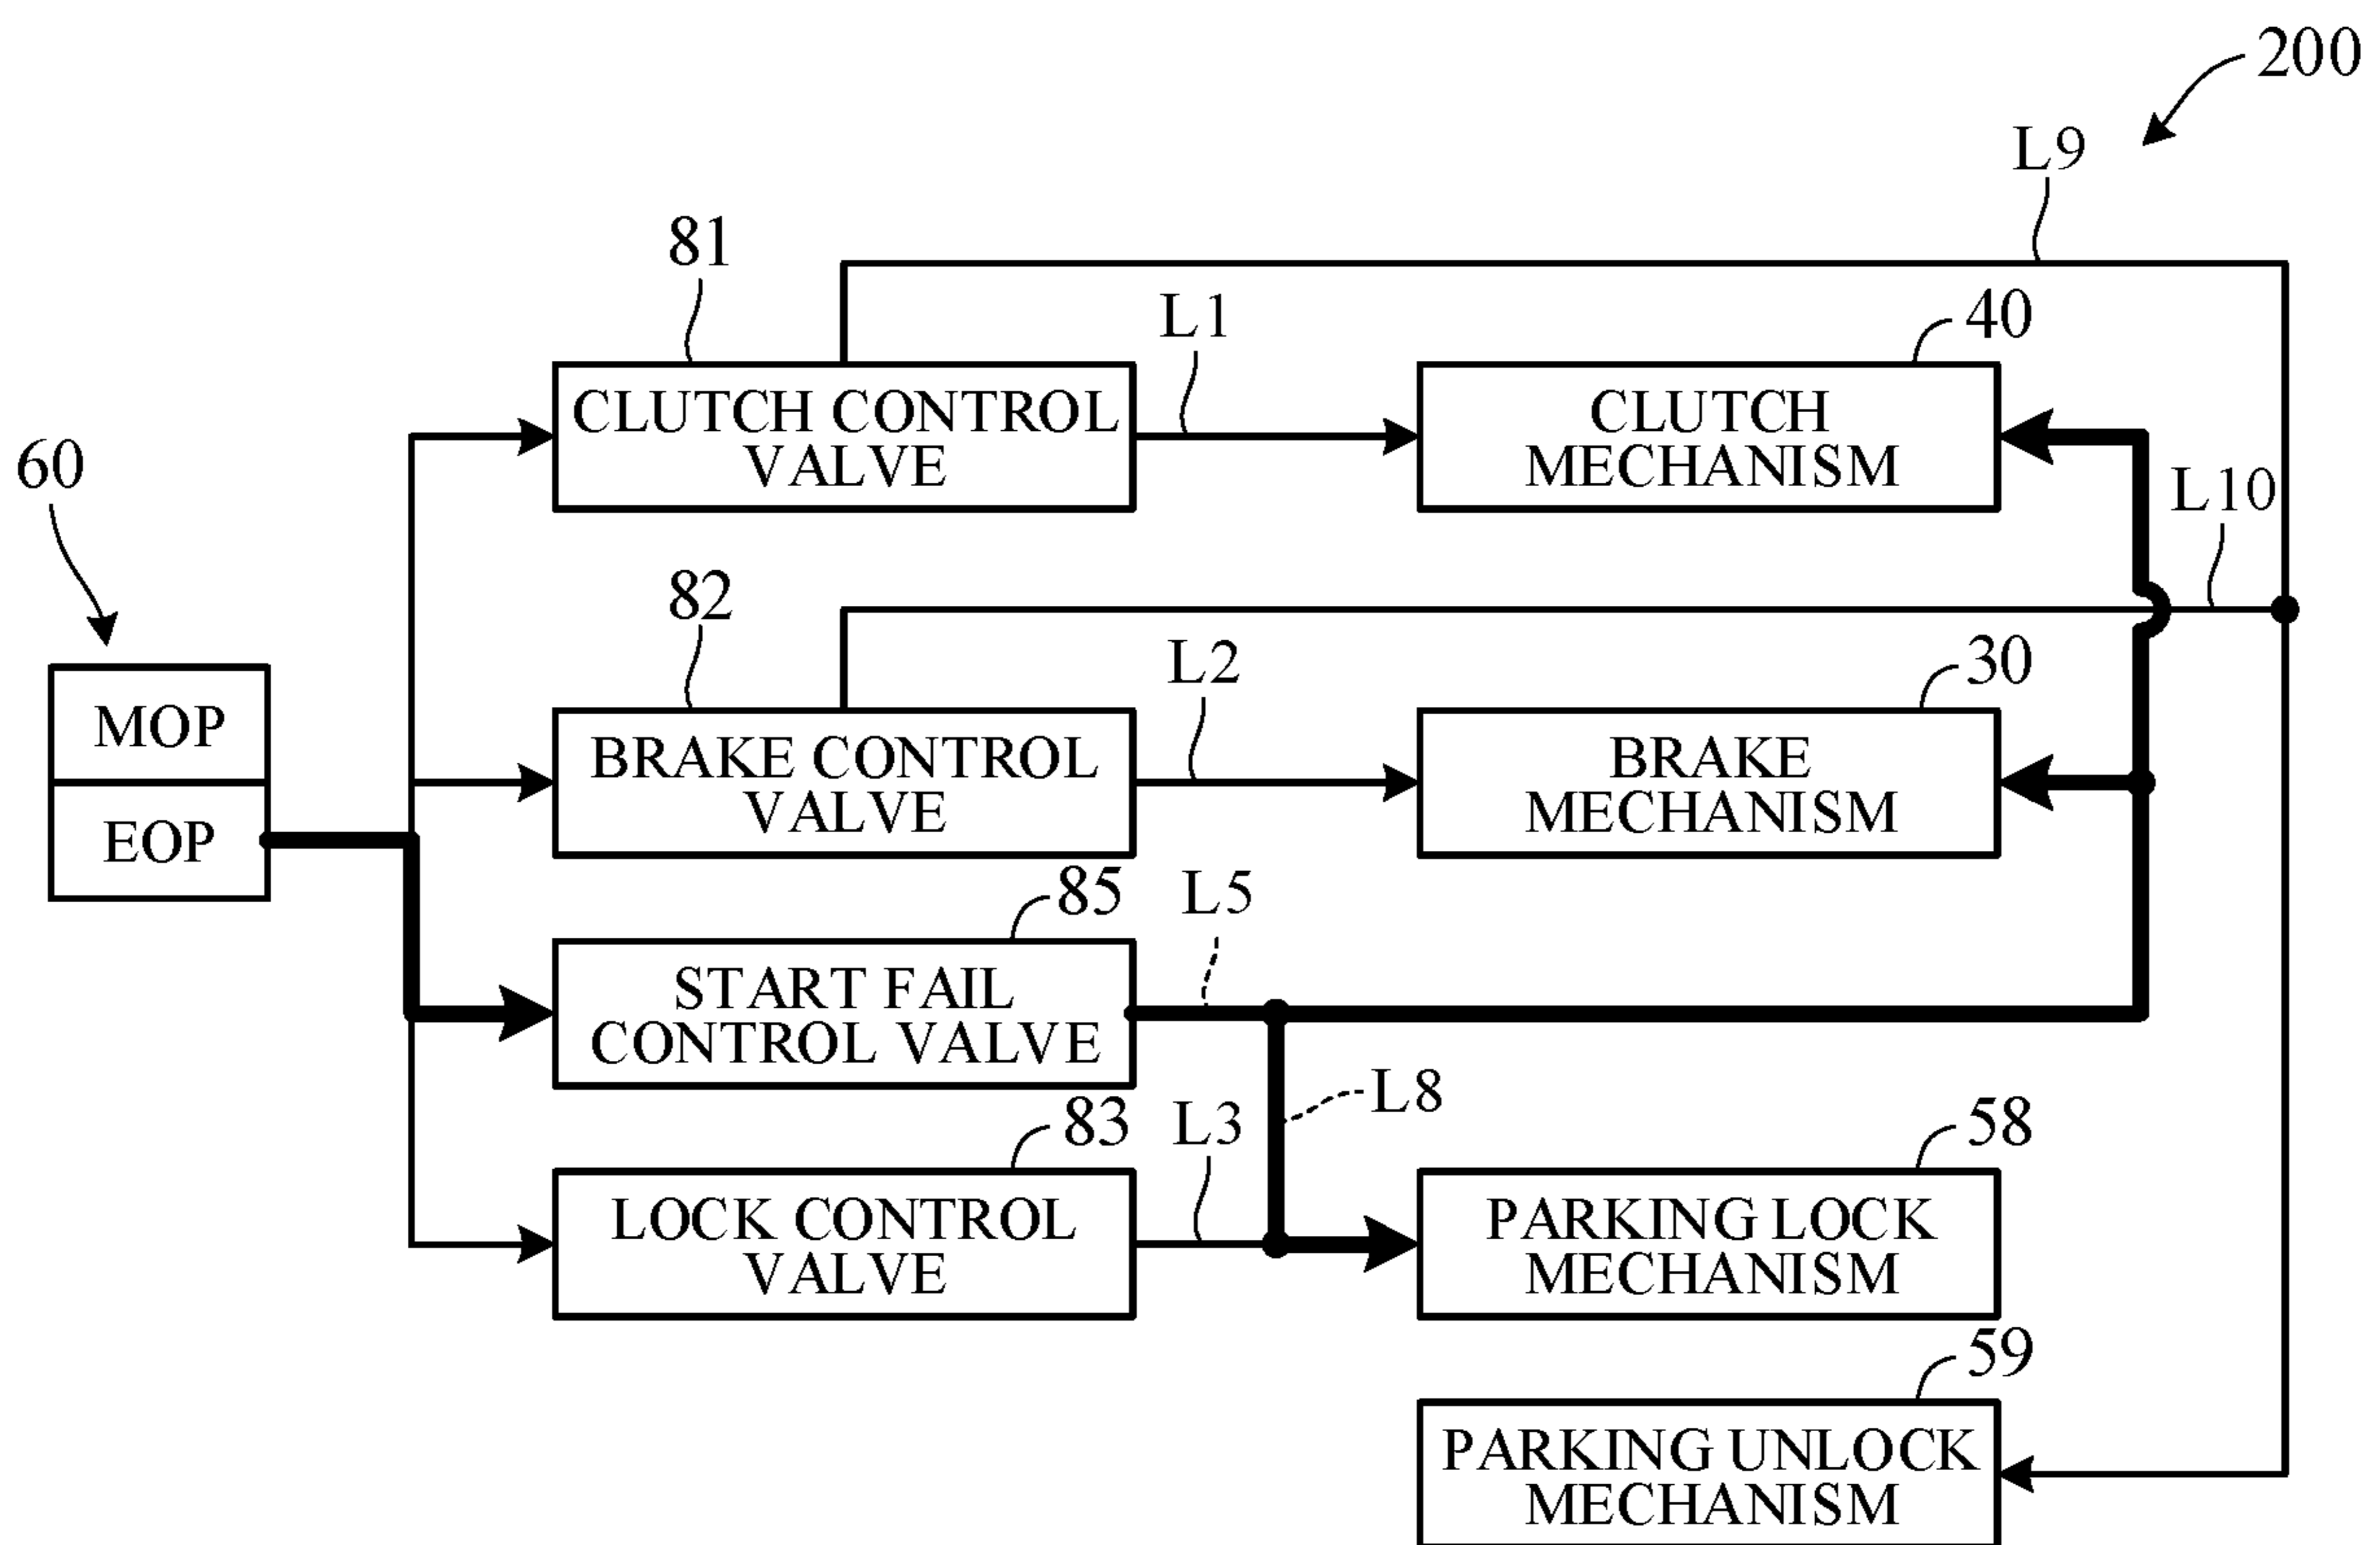 200
L9
81
L1
40
CLUTCH CONTROL
VALVE
CLUTCH
MECHANISM
60
L10
82
L2
30
MOP
EOP
BRAKE CONTROL
VALVE
BRAKE
MECHANISM
85
L5
START FAIL
CONTROL VALVE
L8
83
L3
58
LOCK CONTROL
VALVE
PARKING LOCK
MECHANISM
59
PARKING UNLOCK
MECHANISM